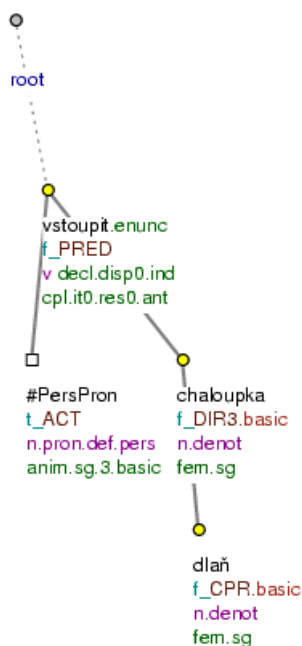 root
vstoupit.enunc
f_PRED
v decl.disp0.ind
cpl.it0.res0.ant
#PersPron
t_ACT
n.pron.def.pers
anim.sg.3.basic
chaloupka
f_DIR3.basic
n.denot
fem.sg
dlaň
f_CPR.basic
n.denot
fem.sg